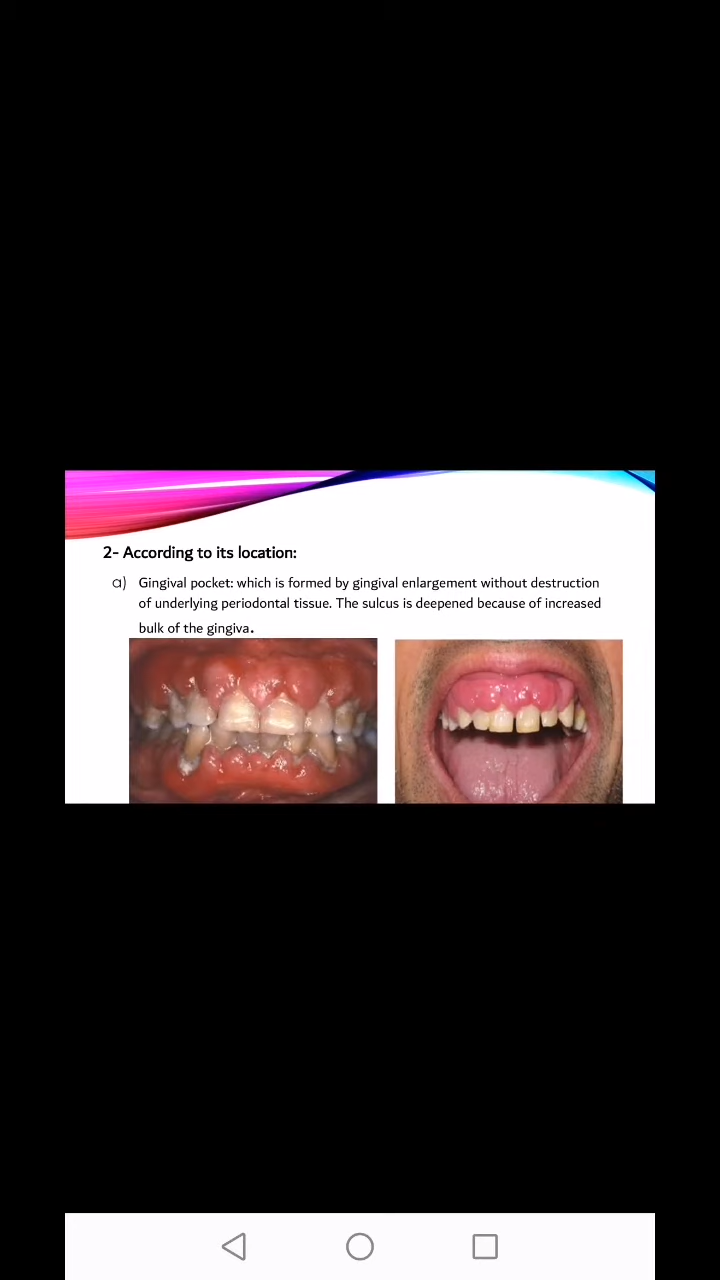 2- According to its location:
a) Gingival pocket: which is formed by gingival enlargement without destruction
of underlying periodontal tissue. The sulcus is deepened because of increased
bulk of the gingiva.